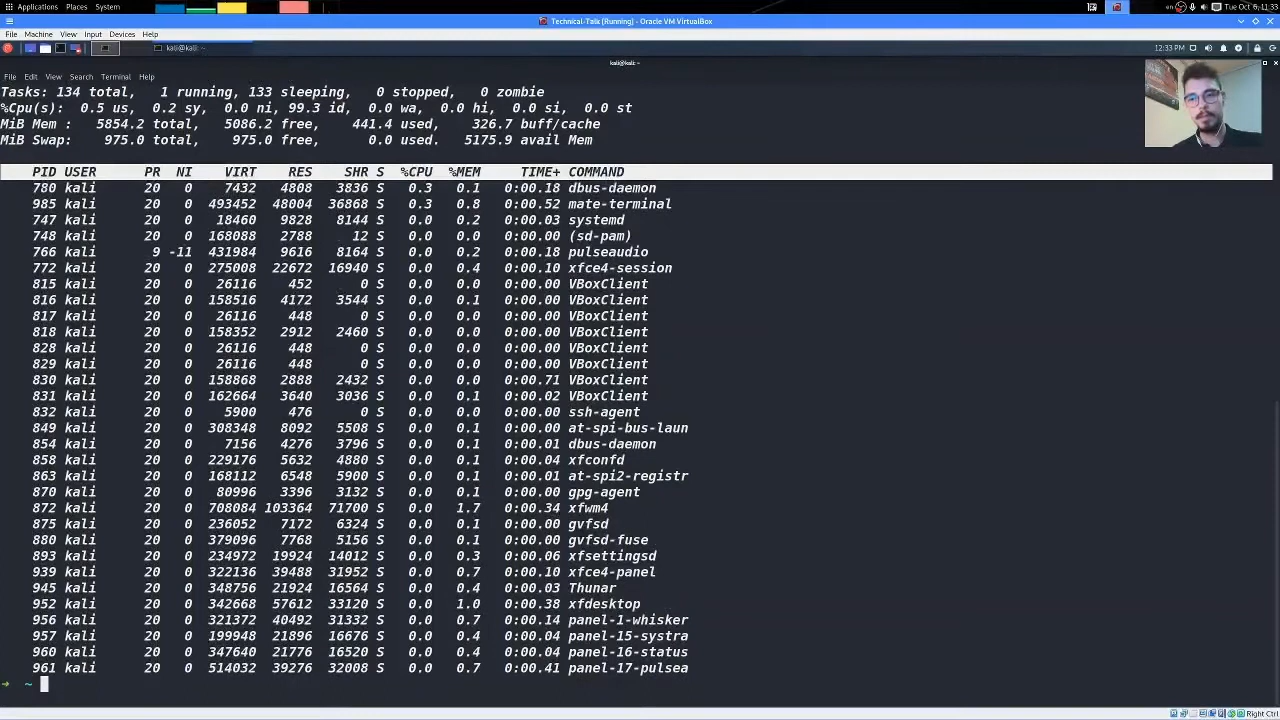 Applications Places System en Tue Oct 6, 11:33
Technical-Talk [Running] - Oracle VM VirtualBox
File Machine View Input Devices Help
kali@kali: ~ 12:33 PM
kali@kali: ~
File Edit View Search Terminal Help
Tasks: 134 total, 1 running, 133 sleeping, 0 stopped, 0 zombie
%Cpu(s): 0.5 us, 0.2 sy, 0.0 ni, 99.3 id, 0.0 wa, 0.0 hi, 0.0 si, 0.0 st
MiB Mem : 5854.2 total, 5086.2 free, 441.4 used, 326.7 buff/cache
MiB Swap: 975.0 total, 975.0 free, 0.0 used. 5175.9 avail Mem
PID USER PR NI VIRT RES SHR S %CPU %MEM TIME+ COMMAND
780 kali 20 0 7432 4808 3836 S 0.3 0.1 0:00.18 dbus-daemon
985 kali 20 0 493452 48004 36868 S 0.3 0.8 0:00.52 mate-terminal
747 kali 20 0 18460 9828 8144 S 0.0 0.2 0:00.03 systemd
748 kali 20 0 168088 2788 12 S 0.0 0.0 0:00.00 (sd-pam)
766 kali 9 -11 431984 9616 8164 S 0.0 0.2 0:00.18 pulseaudio
772 kali 20 0 275008 22672 16940 S 0.0 0.4 0:00.10 xfce4-session
815 kali 20 0 26116 452 0 S 0.0 0.0 0:00.00 VBoxClient
816 kali 20 0 158516 4172 3544 S 0.0 0.1 0:00.00 VBoxClient
817 kali 20 0 26116 448 0 S 0.0 0.0 0:00.00 VBoxClient
818 kali 20 0 158352 2912 2460 S 0.0 0.0 0:00.00 VBoxClient
828 kali 20 0 26116 448 0 S 0.0 0.0 0:00.00 VBoxClient
829 kali 20 0 26116 448 0 S 0.0 0.0 0:00.00 VBoxClient
830 kali 20 0 158868 2888 2432 S 0.0 0.0 0:00.71 VBoxClient
831 kali 20 0 162664 3640 3036 S 0.0 0.1 0:00.02 VBoxClient
832 kali 20 0 5900 476 0 S 0.0 0.0 0:00.00 ssh-agent
849 kali 20 0 308348 8092 5508 S 0.0 0.1 0:00.01 at-spi-bus-laun
854 kali 20 0 7156 4276 3796 S 0.0 0.1 0:00.01 dbus-daemon
858 kali 20 0 229176 5632 4880 S 0.0 0.1 0:00.04 xfconfd
863 kali 20 0 168112 6548 5900 S 0.0 0.1 0:00.01 at-spi2-registr
870 kali 20 0 80996 3396 3132 S 0.0 0.1 0:00.00 gpg-agent
872 kali 20 0 708084 103364 71700 S 0.0 1.7 0:00.34 xfwm4
875 kali 20 0 236052 7172 6324 S 0.0 0.1 0:00.00 gvfsd
880 kali 20 0 379096 7768 5156 S 0.0 0.1 0:00.00 gvfsd-fuse
893 kali 20 0 234972 19924 14012 S 0.0 0.3 0:00.06 xfsettingsd
939 kali 20 0 322136 39488 31952 S 0.0 0.7 0:00.10 xfce4-panel
945 kali 20 0 348756 21924 16564 S 0.0 0.4 0:00.03 Thunar
952 kali 20 0 342668 57612 33120 S 0.0 1.0 0:00.38 xfdesktop
956 kali 20 0 321372 40492 31332 S 0.0 0.7 0:00.14 panel-1-whisker
957 kali 20 0 199948 21896 16676 S 0.0 0.4 0:00.04 panel-15-systra
960 kali 20 0 347640 21776 16520 S 0.0 0.4 0:00.04 panel-16-status
961 kali 20 0 514032 39276 32008 S 0.0 0.7 0:00.41 panel-17-pulsea
→ ~
Right Ctrl